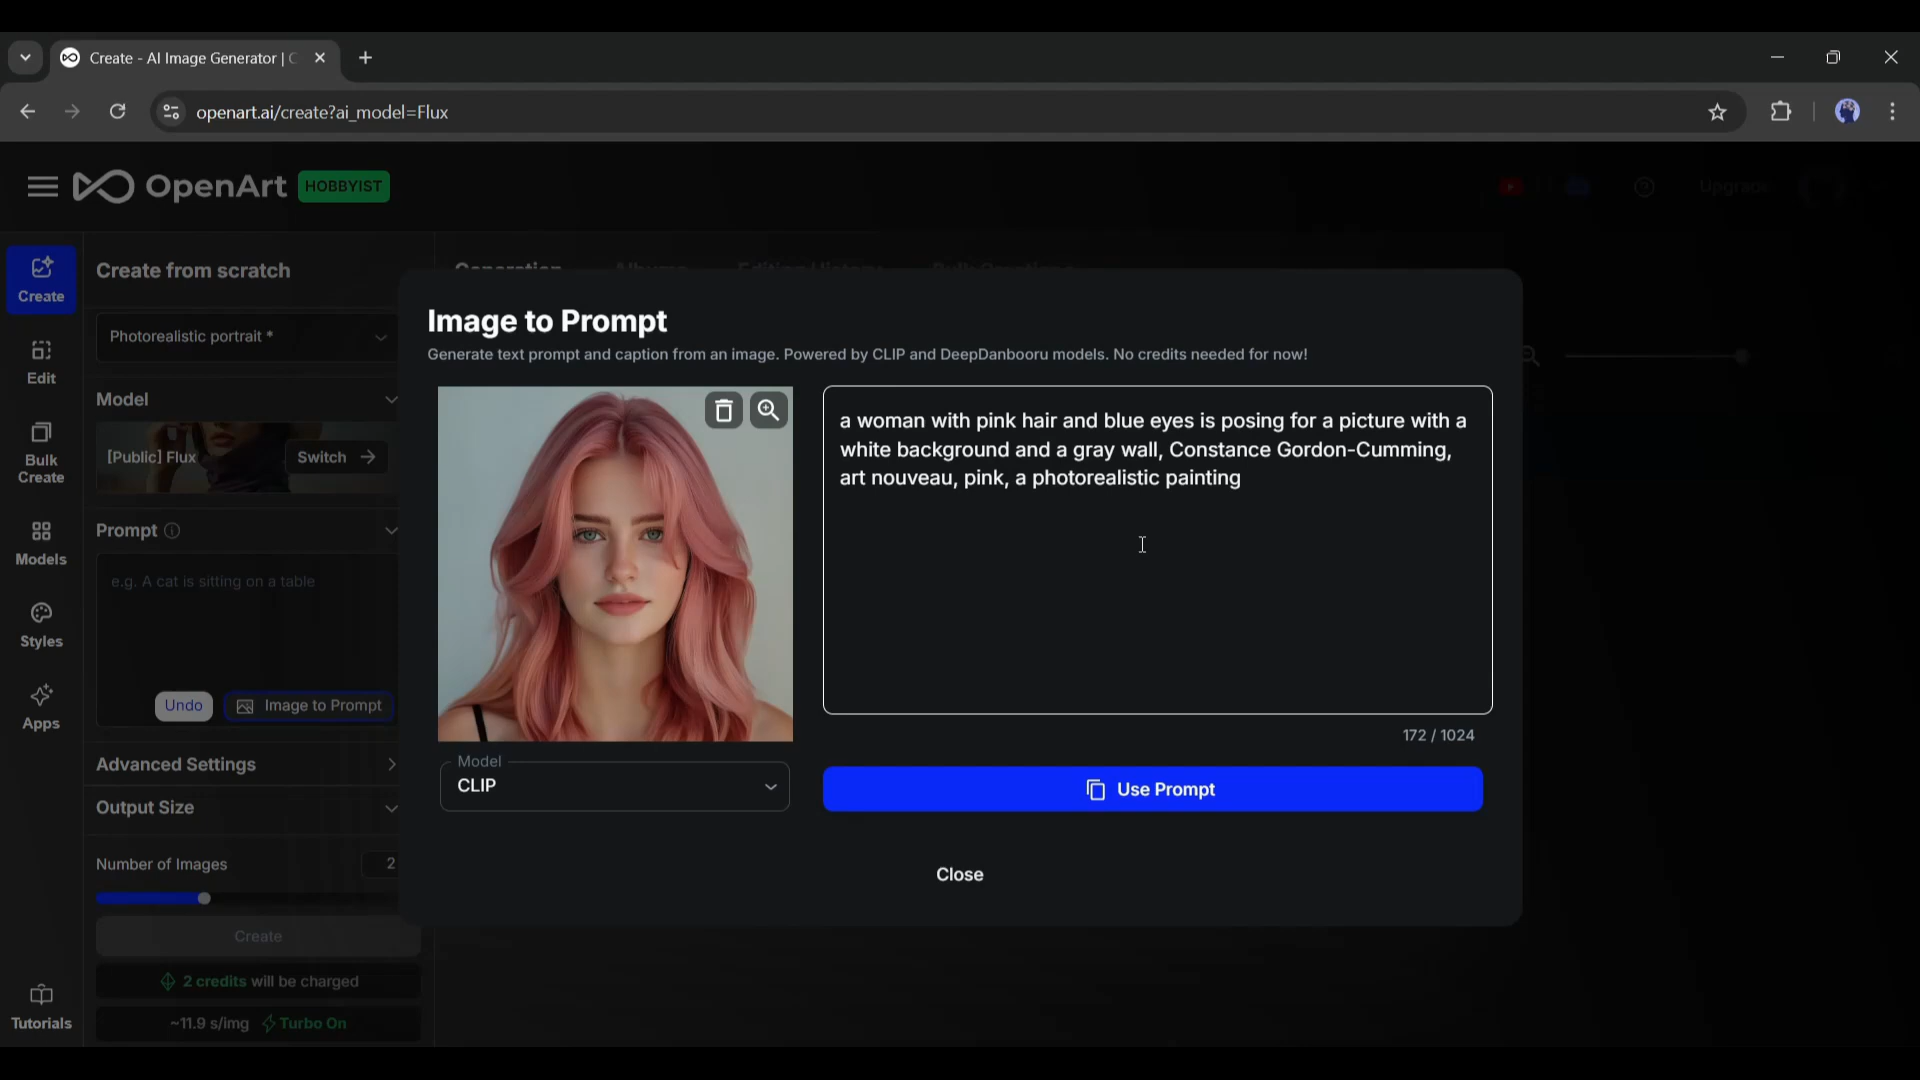 Create - AI Image Generator | C
openart.ai/create?ai_model=Flux
OpenArt HOBBYIST
Upgrade
Create
Edit
Bulk
Create
Models
Styles
Apps
Tutorials
Create from scratch
Photorealistic portrait *
Model
[Public] Flux
Switch
Prompt
e.g. A cat is sitting on a table
Undo
Image to Prompt
Advanced Settings
Output Size
Number of Images
2
Create
2 credits will be charged
~11.9 s/img Turbo On
Generation
Image to Prompt
Generate text prompt and caption from an image. Powered by CLIP and DeepDanbooru models. No credits needed for now!
a woman with pink hair and blue eyes is posing for a picture with a
white background and a gray wall, Constance Gordon-Cumming,
art nouveau, pink, a photorealistic painting
172 / 1024
Model
CLIP
Use Prompt
Close